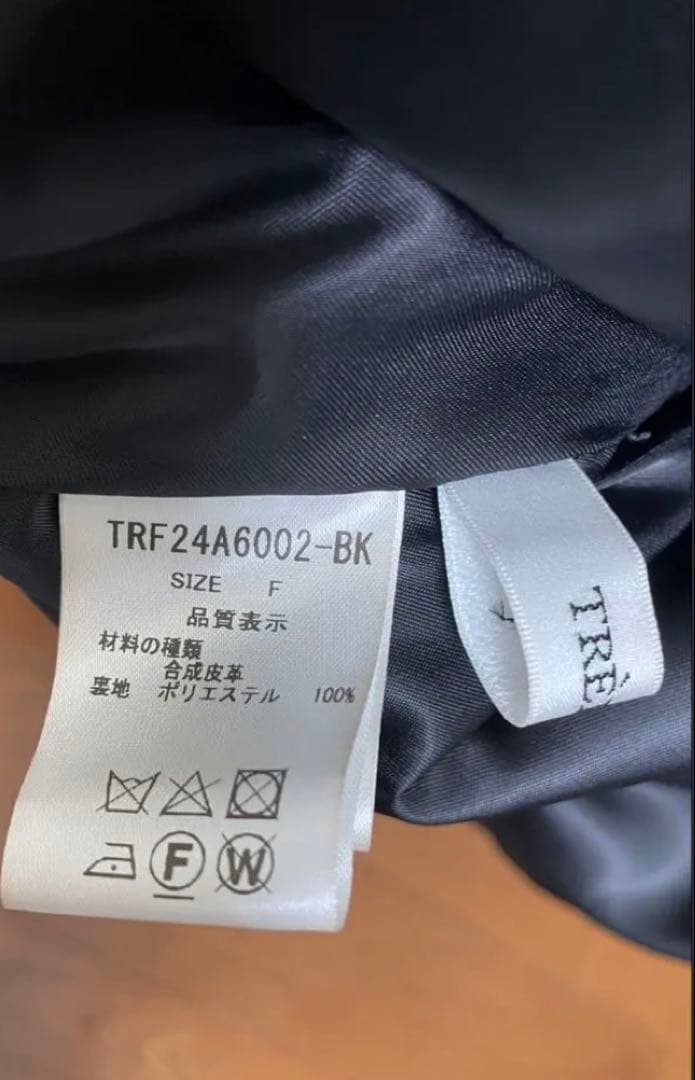 TRF24A6002-BK
SIZE F
品質表示
材料の種類
合成皮革
裏地 ポリエステル 100%
F W
TRÈ